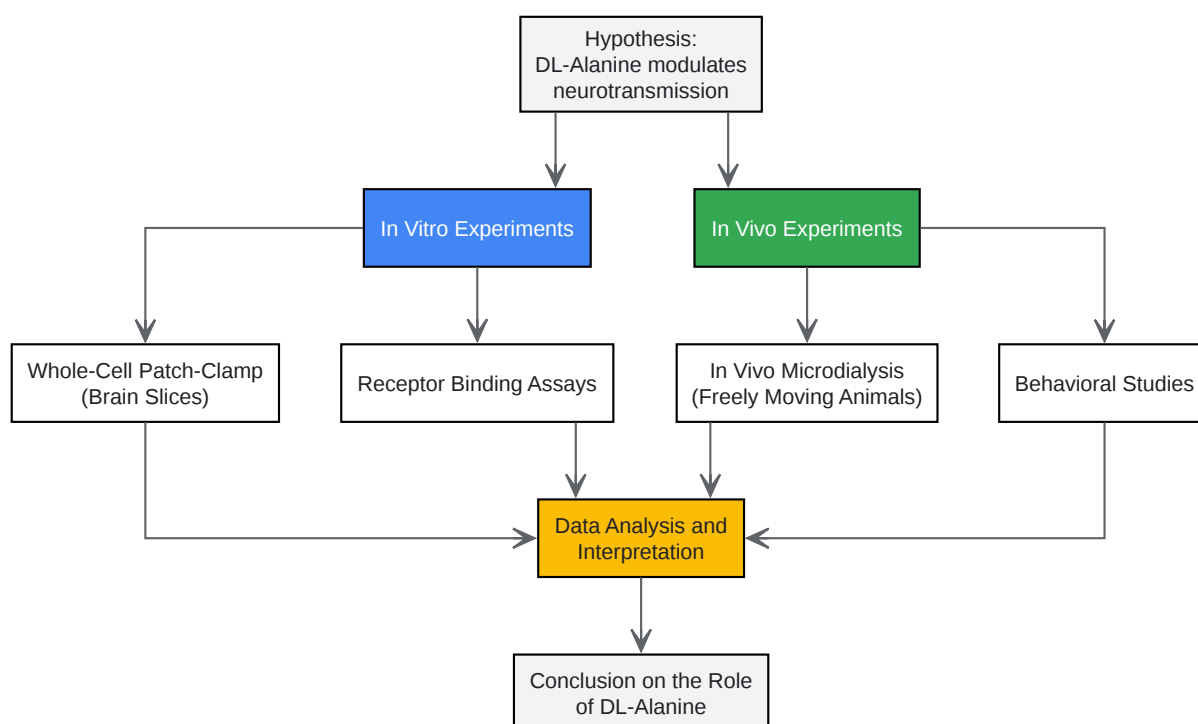 Hypothesis:
DL-Alanine modulates
neurotransmission
In Vitro Experiments
In Vivo Experiments
Whole-Cell Patch-Clamp
(Brain Slices)
Receptor Binding Assays
In Vivo Microdialysis
(Freely Moving Animals)
Behavioral Studies
Data Analysis and
Interpretation
Conclusion on the Role
of DL-Alanine